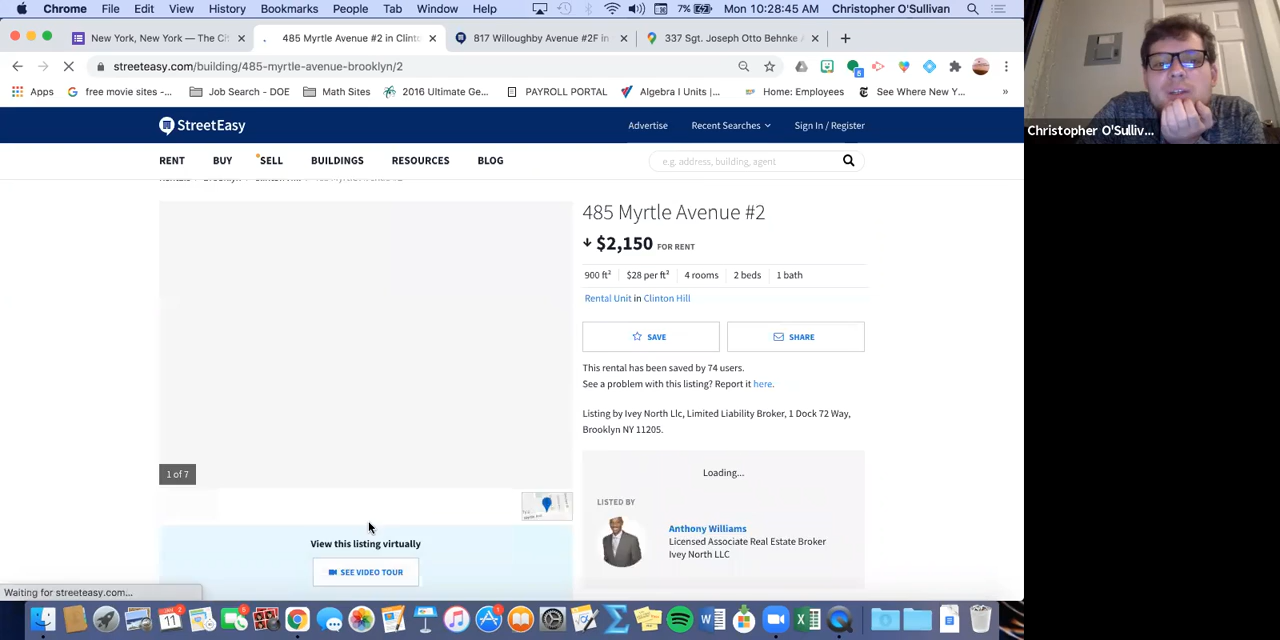 Chrome File Edit View History Bookmarks People Tab Window Help 7% Mon 10:28:45 AM Christopher O'Sullivan
New York, New York — The Ci 485 Myrtle Avenue #2 in Clinto 817 Willoughby Avenue #2F in 337 Sgt. Joseph Otto Behnke
streeteasy.com/building/485-myrtle-avenue-brooklyn/2 8
Apps free movie sites -... Job Search - DOE Math Sites 2016 Ultimate Ge... PAYROLL PORTAL Algebra I Units |... Home: Employees See Where New Y... »
Christopher O'Sulliv...
StreetEasy Advertise Recent Searches Sign In / Register
RENT BUY SELL BUILDINGS RESOURCES BLOG e.g. address, building, agent
485 Myrtle Avenue #2
$2,150 FOR RENT
900 ft² $28 per ft² 4 rooms 2 beds 1 bath
Rental Unit in Clinton Hill
SAVE SHARE
This rental has been saved by 74 users.
See a problem with this listing? Report it here.
Listing by Ivey North Llc, Limited Liability Broker, 1 Dock 72 Way,
Brooklyn NY 11205.
1 of 7
Loading...
LISTED BY
Anthony Williams
Licensed Associate Real Estate Broker
Ivey North LLC
View this listing virtually
SEE VIDEO TOUR
Waiting for streeteasy.com...